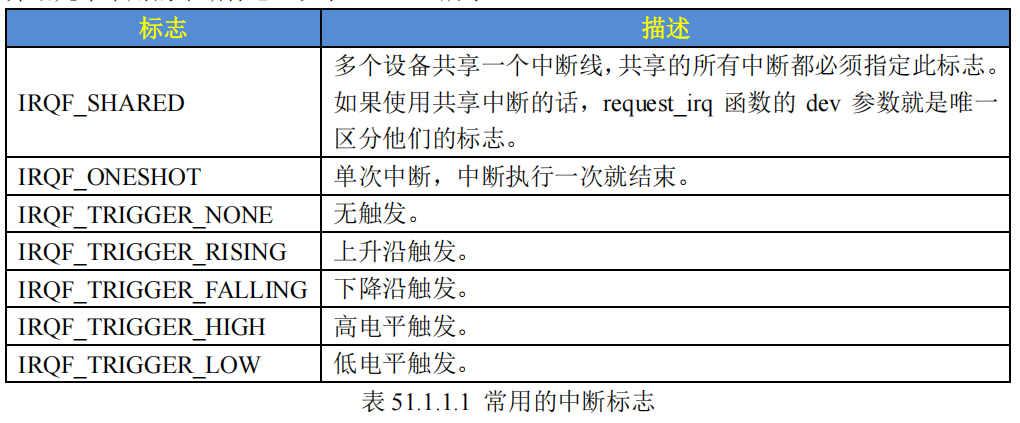 标志 描述
IRQF_SHARED 多个设备共享一个中断线，共享的所有中断都必须指定此标志。
如果使用共享中断的话，request_irq 函数的 dev 参数就是唯一
区分他们的标志。
IRQF_ONESHOT 单次中断，中断执行一次就结束。
IRQF_TRIGGER_NONE 无触发。
IRQF_TRIGGER_RISING 上升沿触发。
IRQF_TRIGGER_FALLING 下降沿触发。
IRQF_TRIGGER_HIGH 高电平触发。
IRQF_TRIGGER_LOW 低电平触发。
表 51.1.1.1 常用的中断标志